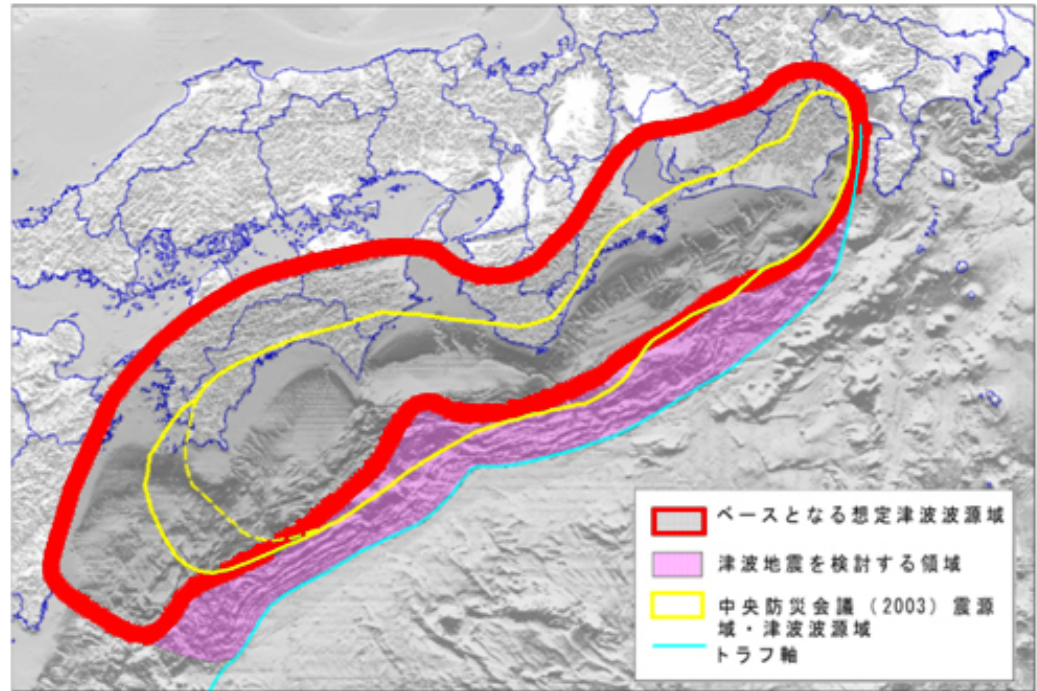 ベースとなる想定津波波源域
津波地震を検討する領域
中央防災会議（2003）震源
域・津波波源域
トラフ軸